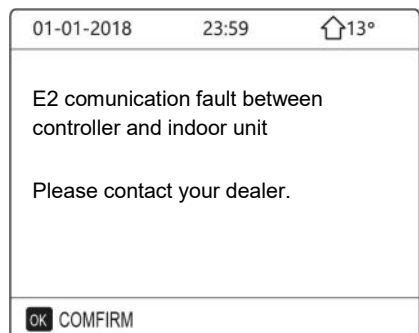 01-01-2018 23:59 13°
E2 comunication fault between
controller and indoor unit
Please contact your dealer.
OK COMFIRM